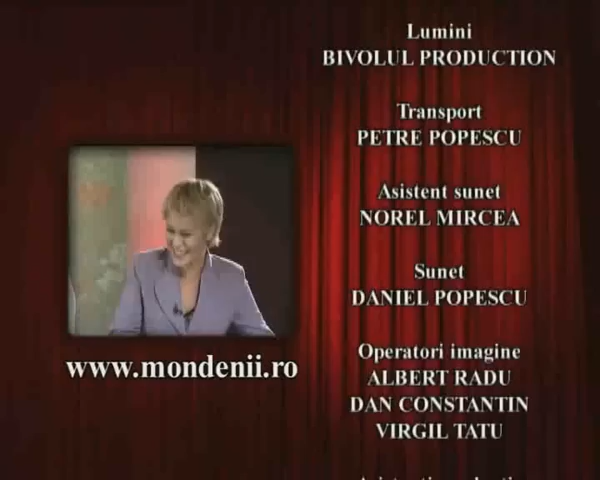 Lumini
BIVOLUL PRODUCTION
Transport
PETRE POPESCU
Asistent sunet
NOREL MIRCEA
Sunet
DANIEL POPESCU
www.mondenii.ro
Operatori imagine
ALBERT RADU
DAN CONSTANTIN
VIRGIL TATU